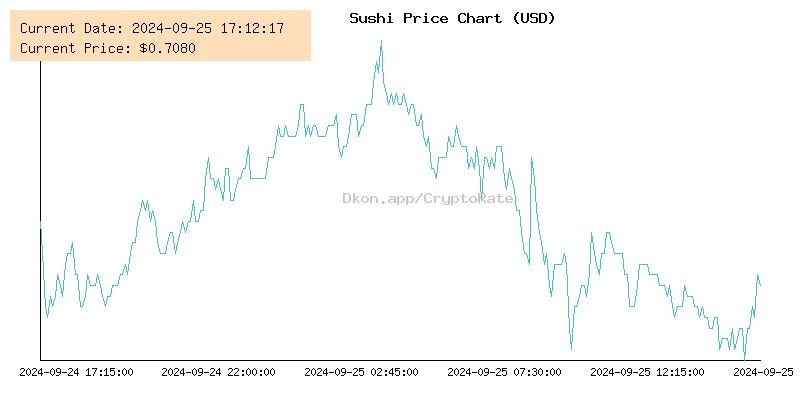 Sushi Price Chart (USD)
Current Date: 2024-09-25 17:12:17
Current Price: $0.7080
Dkon.app/CryptoRate
2024-09-24 17:15:00 2024-09-24 22:00:00 2024-09-25 02:45:00 2024-09-25 07:30:00 2024-09-25 12:15:00 2024-09-25